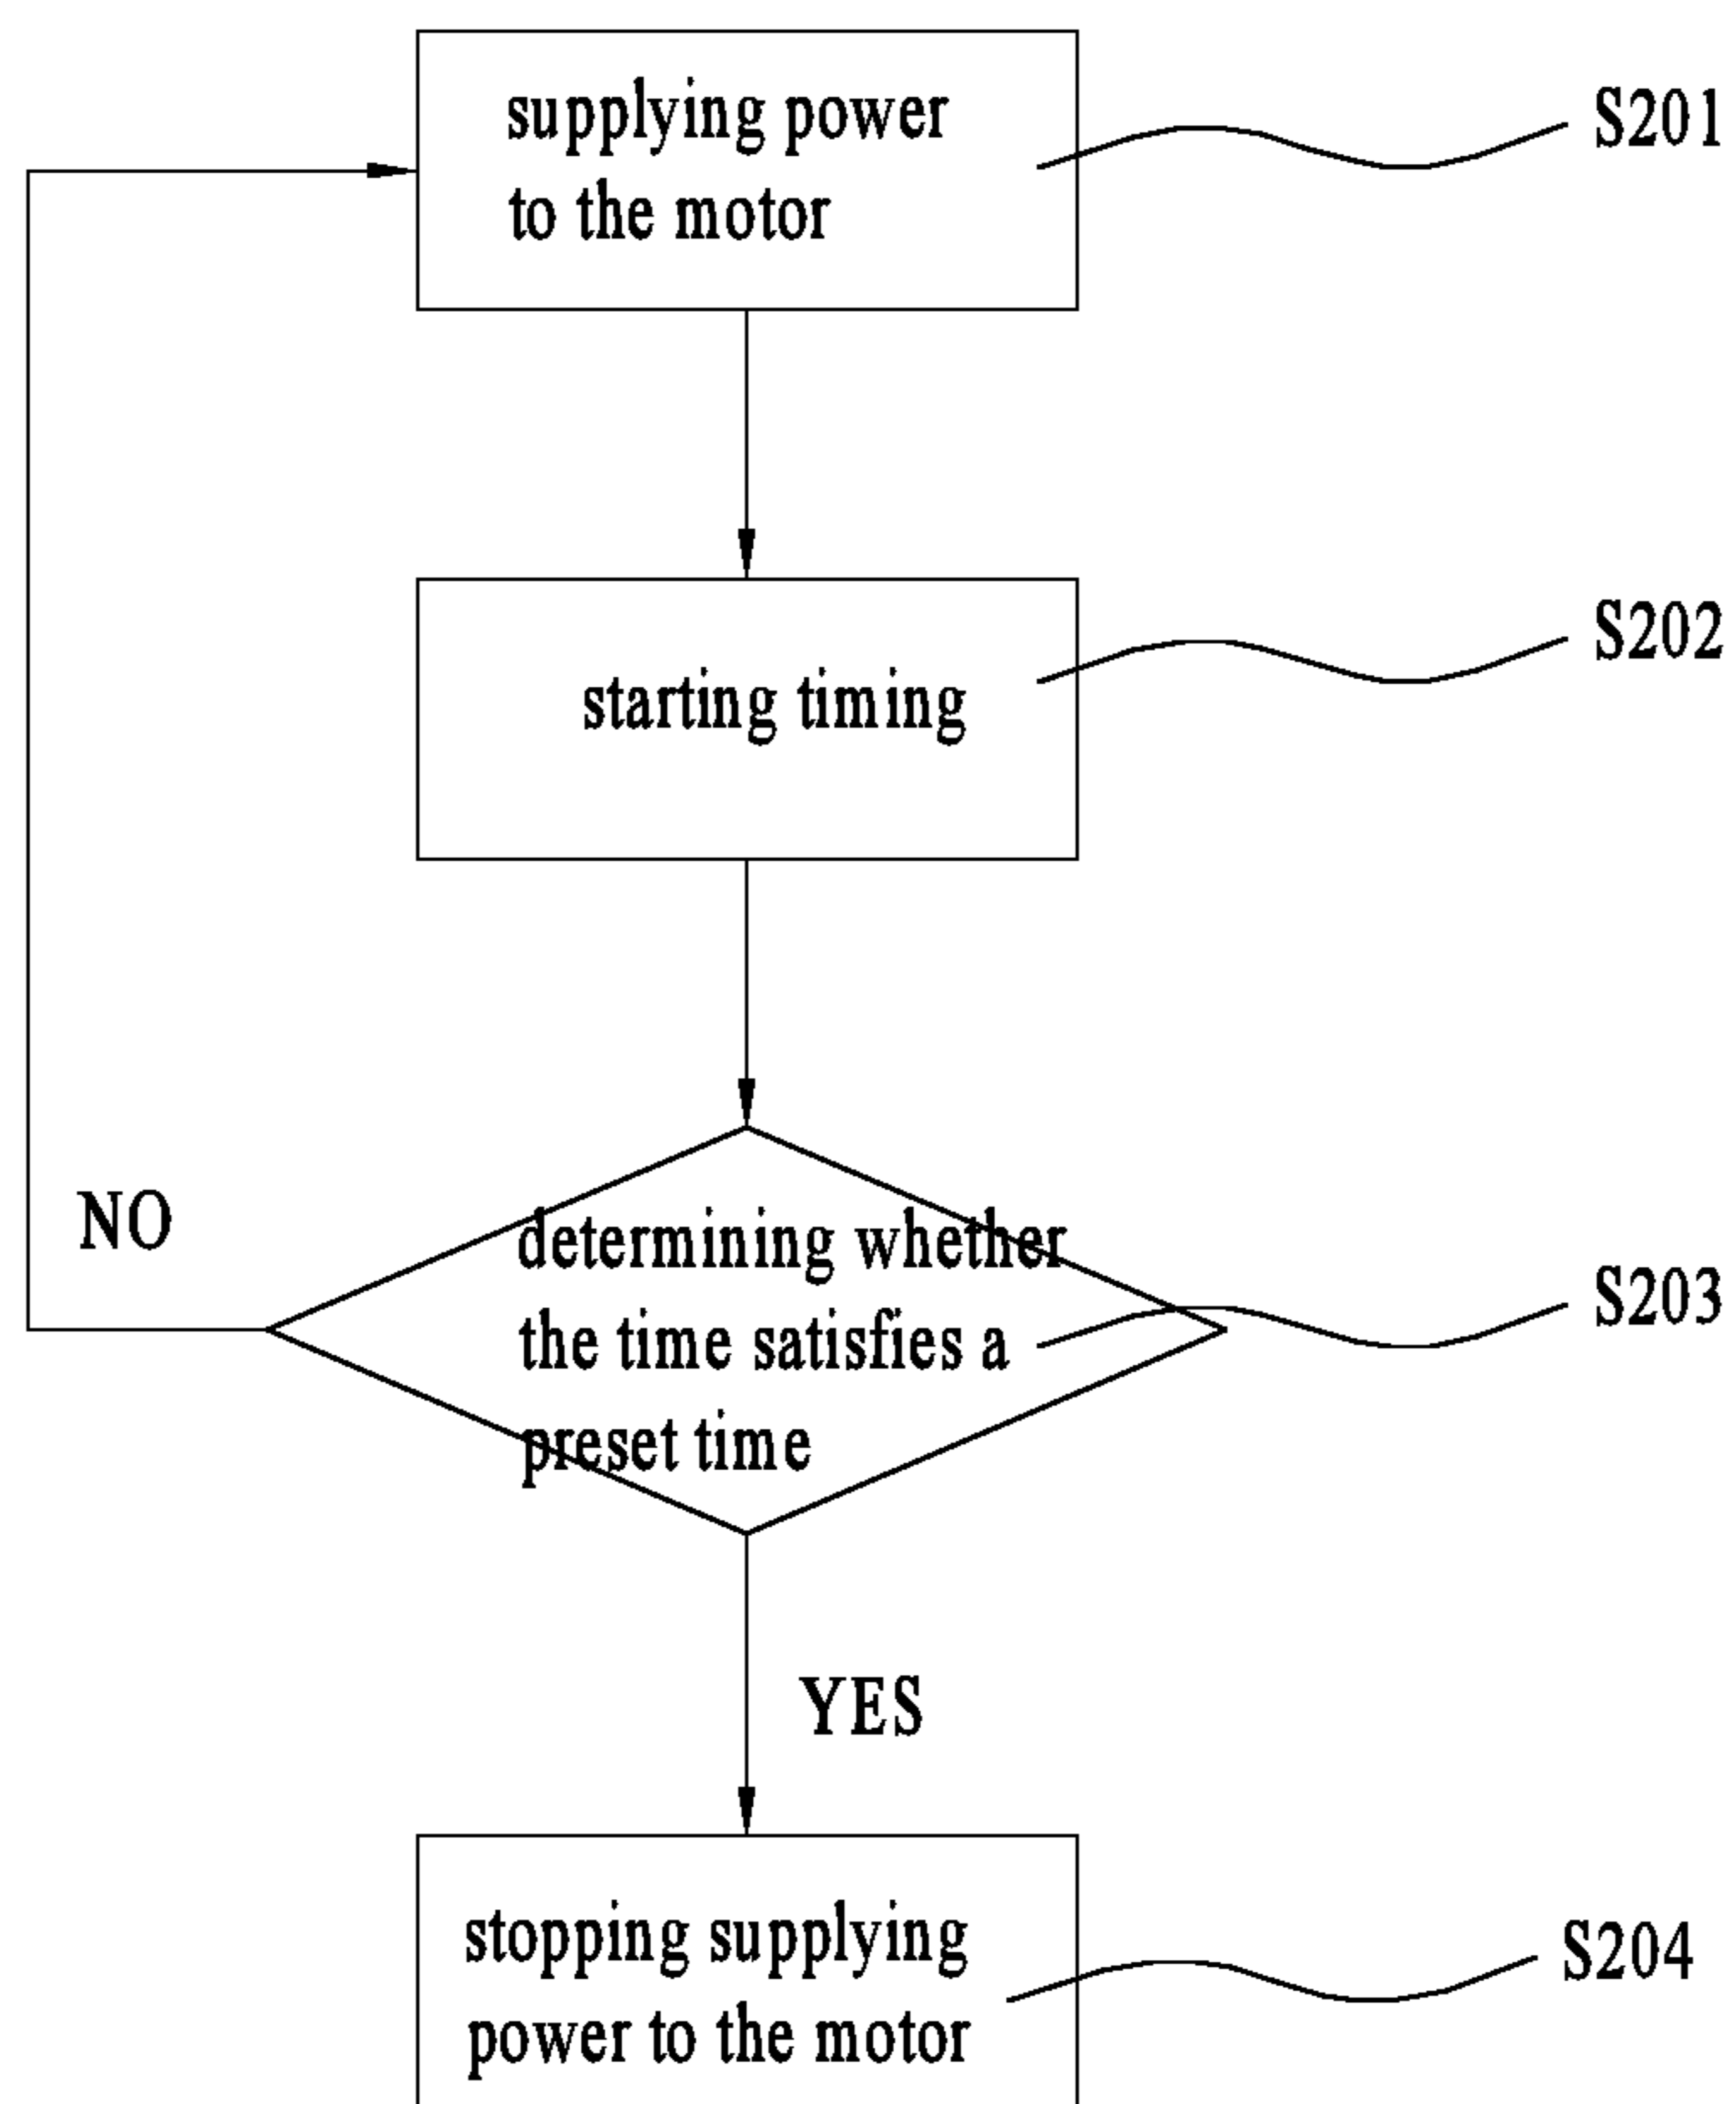 supplying power
to the motor
S201
starting timing
S202
NO
determining whether
the time satisfies a
preset time
S203
YES
stopping supplying
power to the motor
S204